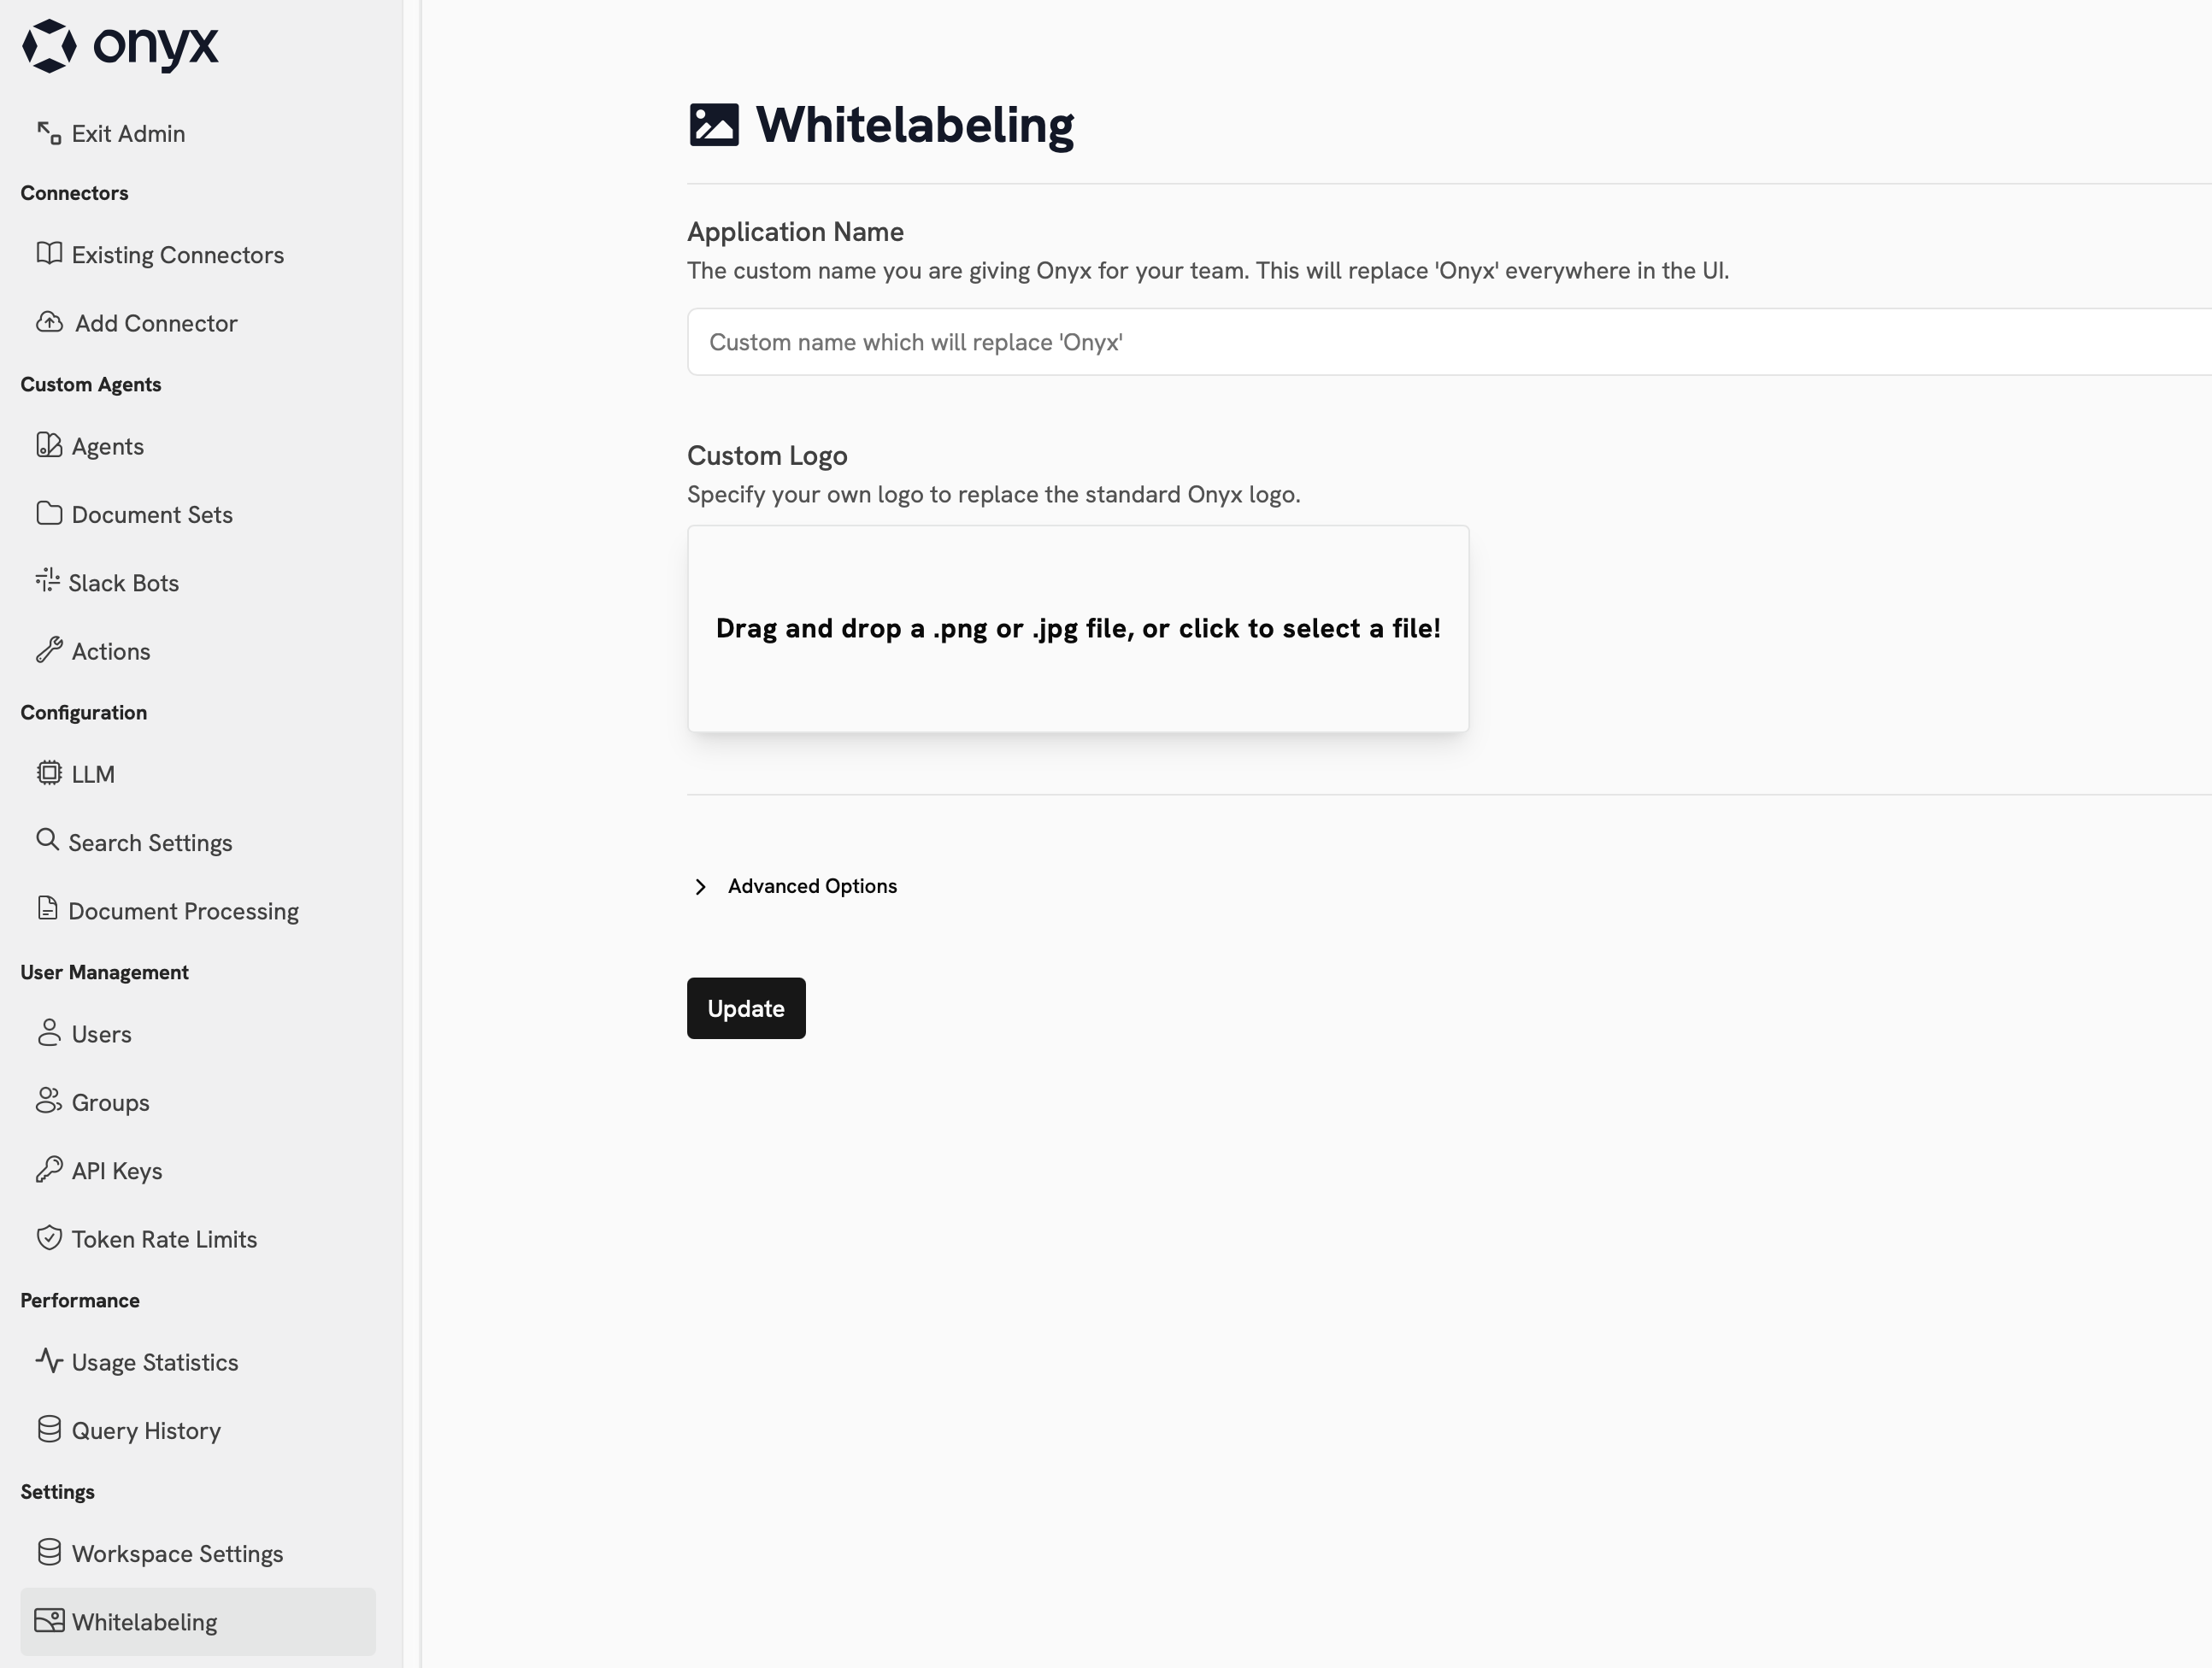 onyx
Exit Admin
Connectors
Existing Connectors
Add Connector
Custom Agents
Agents
Document Sets
Slack Bots
Actions
Configuration
LLM
Search Settings
Document Processing
User Management
Users
Groups
API Keys
Token Rate Limits
Performance
Usage Statistics
Query History
Settings
Workspace Settings
Whitelabeling
Whitelabeling
Application Name
The custom name you are giving Onyx for your team. This will replace 'Onyx' everywhere in the UI.
Custom name which will replace 'Onyx'
Custom Logo
Specify your own logo to replace the standard Onyx logo.
Drag and drop a .png or .jpg file, or click to select a file!
Advanced Options
Update